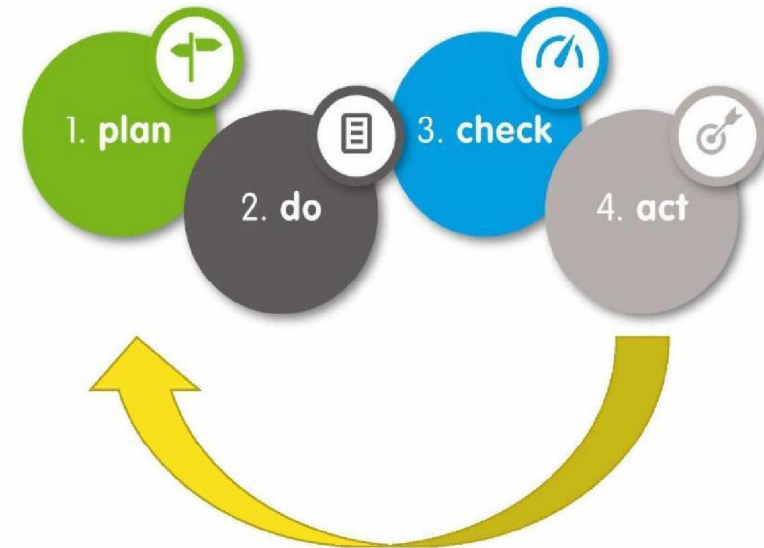 1. plan
2. do
3. check
4. act